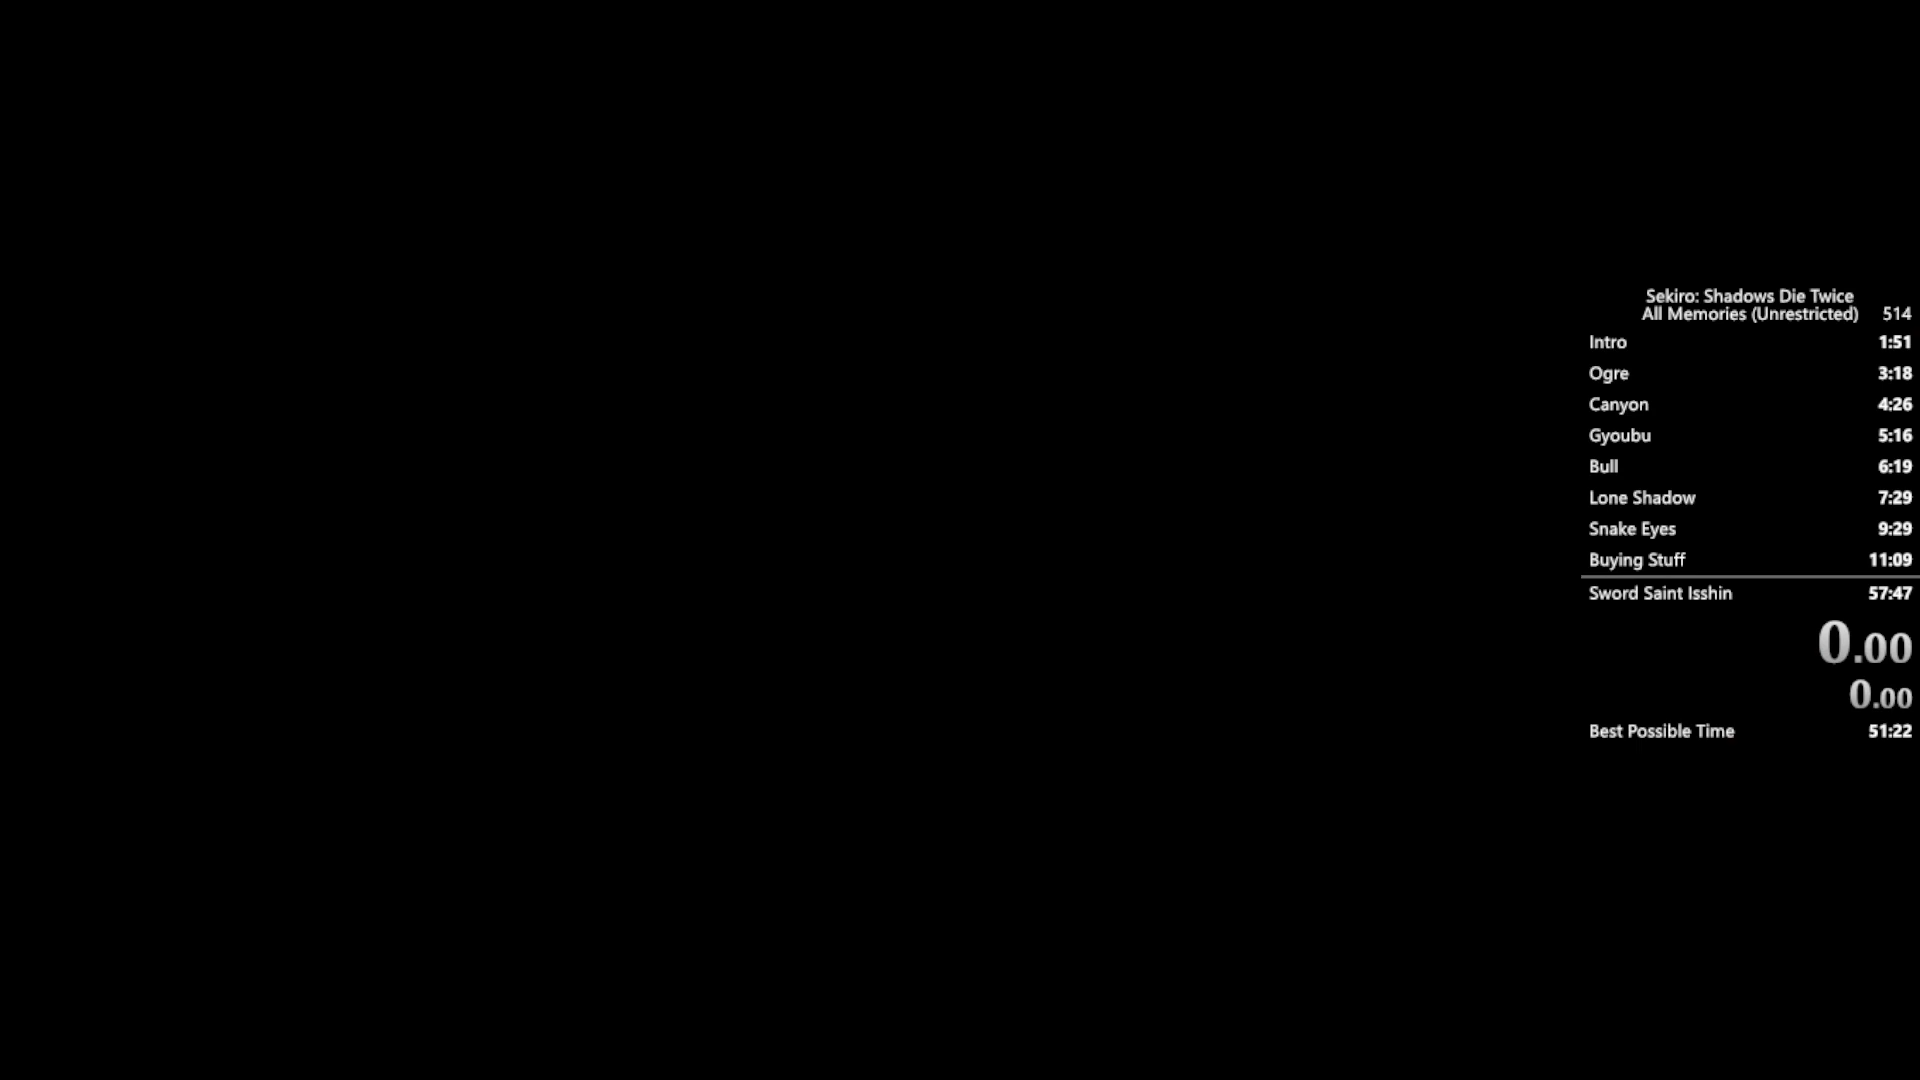 Sekiro: Shadows Die Twice
All Memories (Unrestricted) 514
Intro 1:51
Ogre 3:18
Canyon 4:26
Gyoubu 5:16
Bull 6:19
Lone Shadow 7:29
Snake Eyes 9:29
Buying Stuff 11:09
Sword Saint Isshin 57:47
0.00
0.00
Best Possible Time 51:22